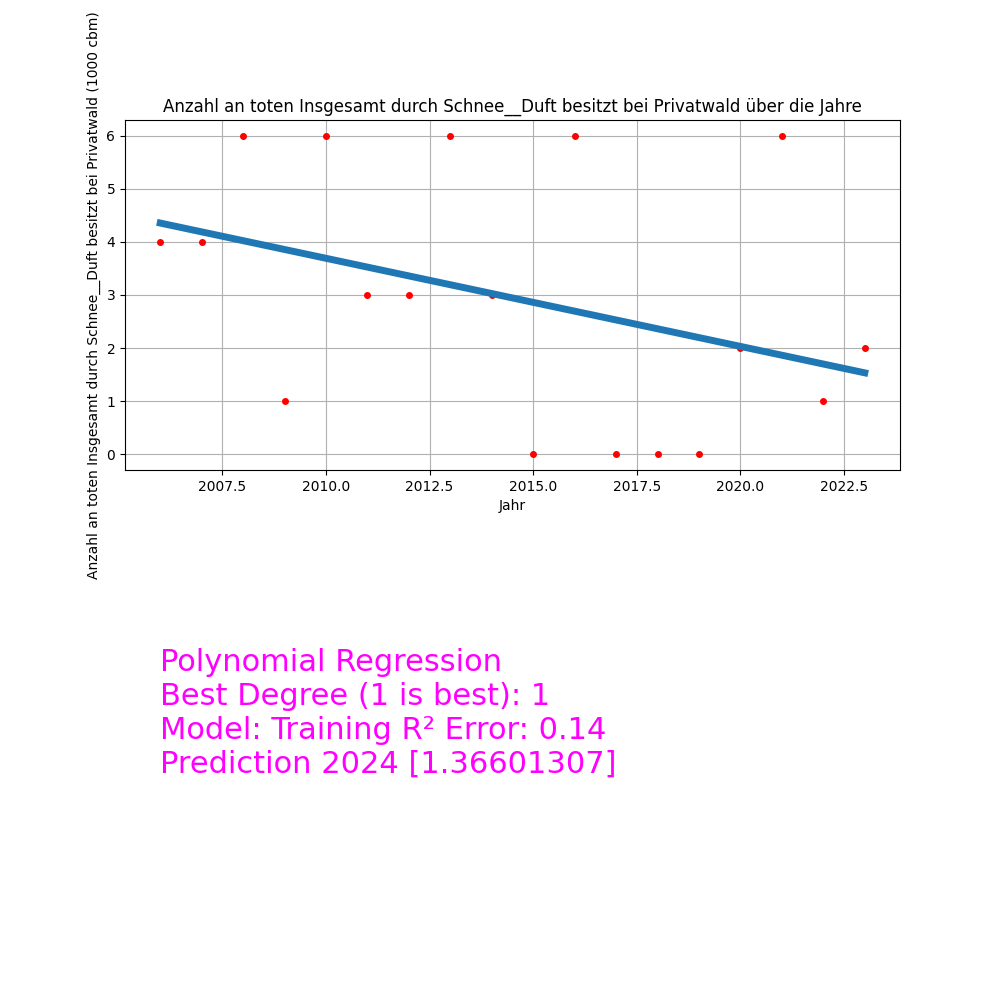 Anzahl an toten Insgesamt durch Schnee__Duft besitzt bei Privatwald über die Jahre
Anzahl an toten Insgesamt durch Schnee__Duft besitzt bei Privatwald (1000 cbm)
6
5
4
3
2
1
0
2007.5 2010.0 2012.5 2015.0 2017.5 2020.0 2022.5
Jahr
Polynomial Regression
Best Degree (1 is best): 1
Model: Training R² Error: 0.14
Prediction 2024 [1.36601307]